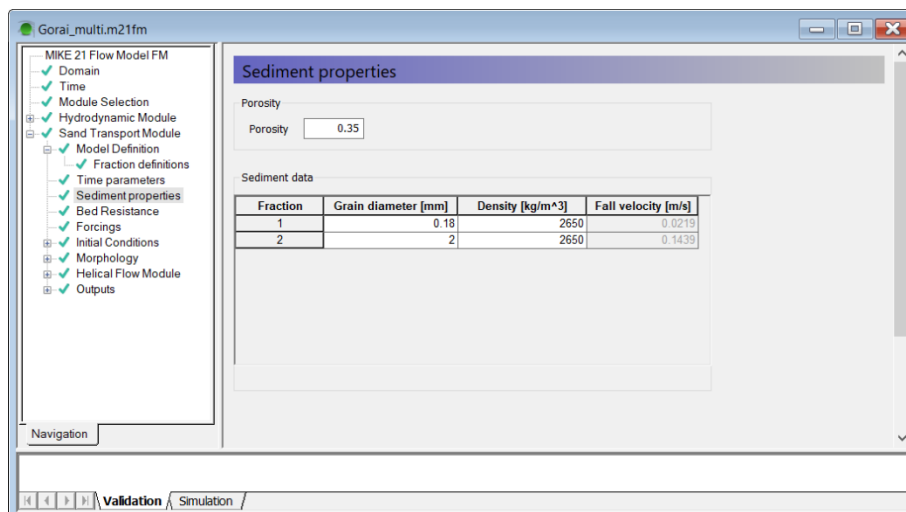 Gorai_multi.m21fm
MIKE 21 Flow Model FM
Domain
Time
Module Selection
Hydrodynamic Module
Sand Transport Module
Model Definition
Fraction definitions
Time parameters
Sediment properties
Bed Resistance
Forcings
Initial Conditions
Morphology
Helical Flow Module
Outputs
Navigation
Sediment properties
Porosity
Porosity 0.35
Sediment data
Fraction Grain diameter [mm] Density [kg/m^3] Fall velocity [m/s]
1 0.18 2650 0.0219
2 2 2650 0.1439
Validation Simulation